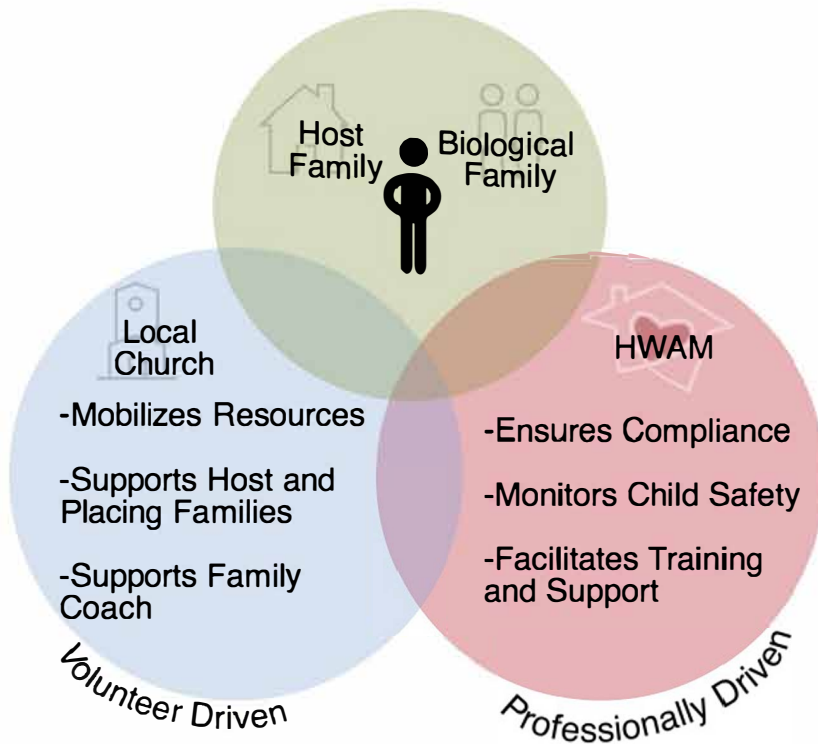 Host
Family
Biological
Family
Local
Church
-Mobilizes Resources
-Supports Host and
Placing Families
-Supports Family
Coach
Volunteer Driven
HWAM
-Ensures Compliance
-Monitors Child Safety
-Facilitates Training
and Support
Professionally Driven